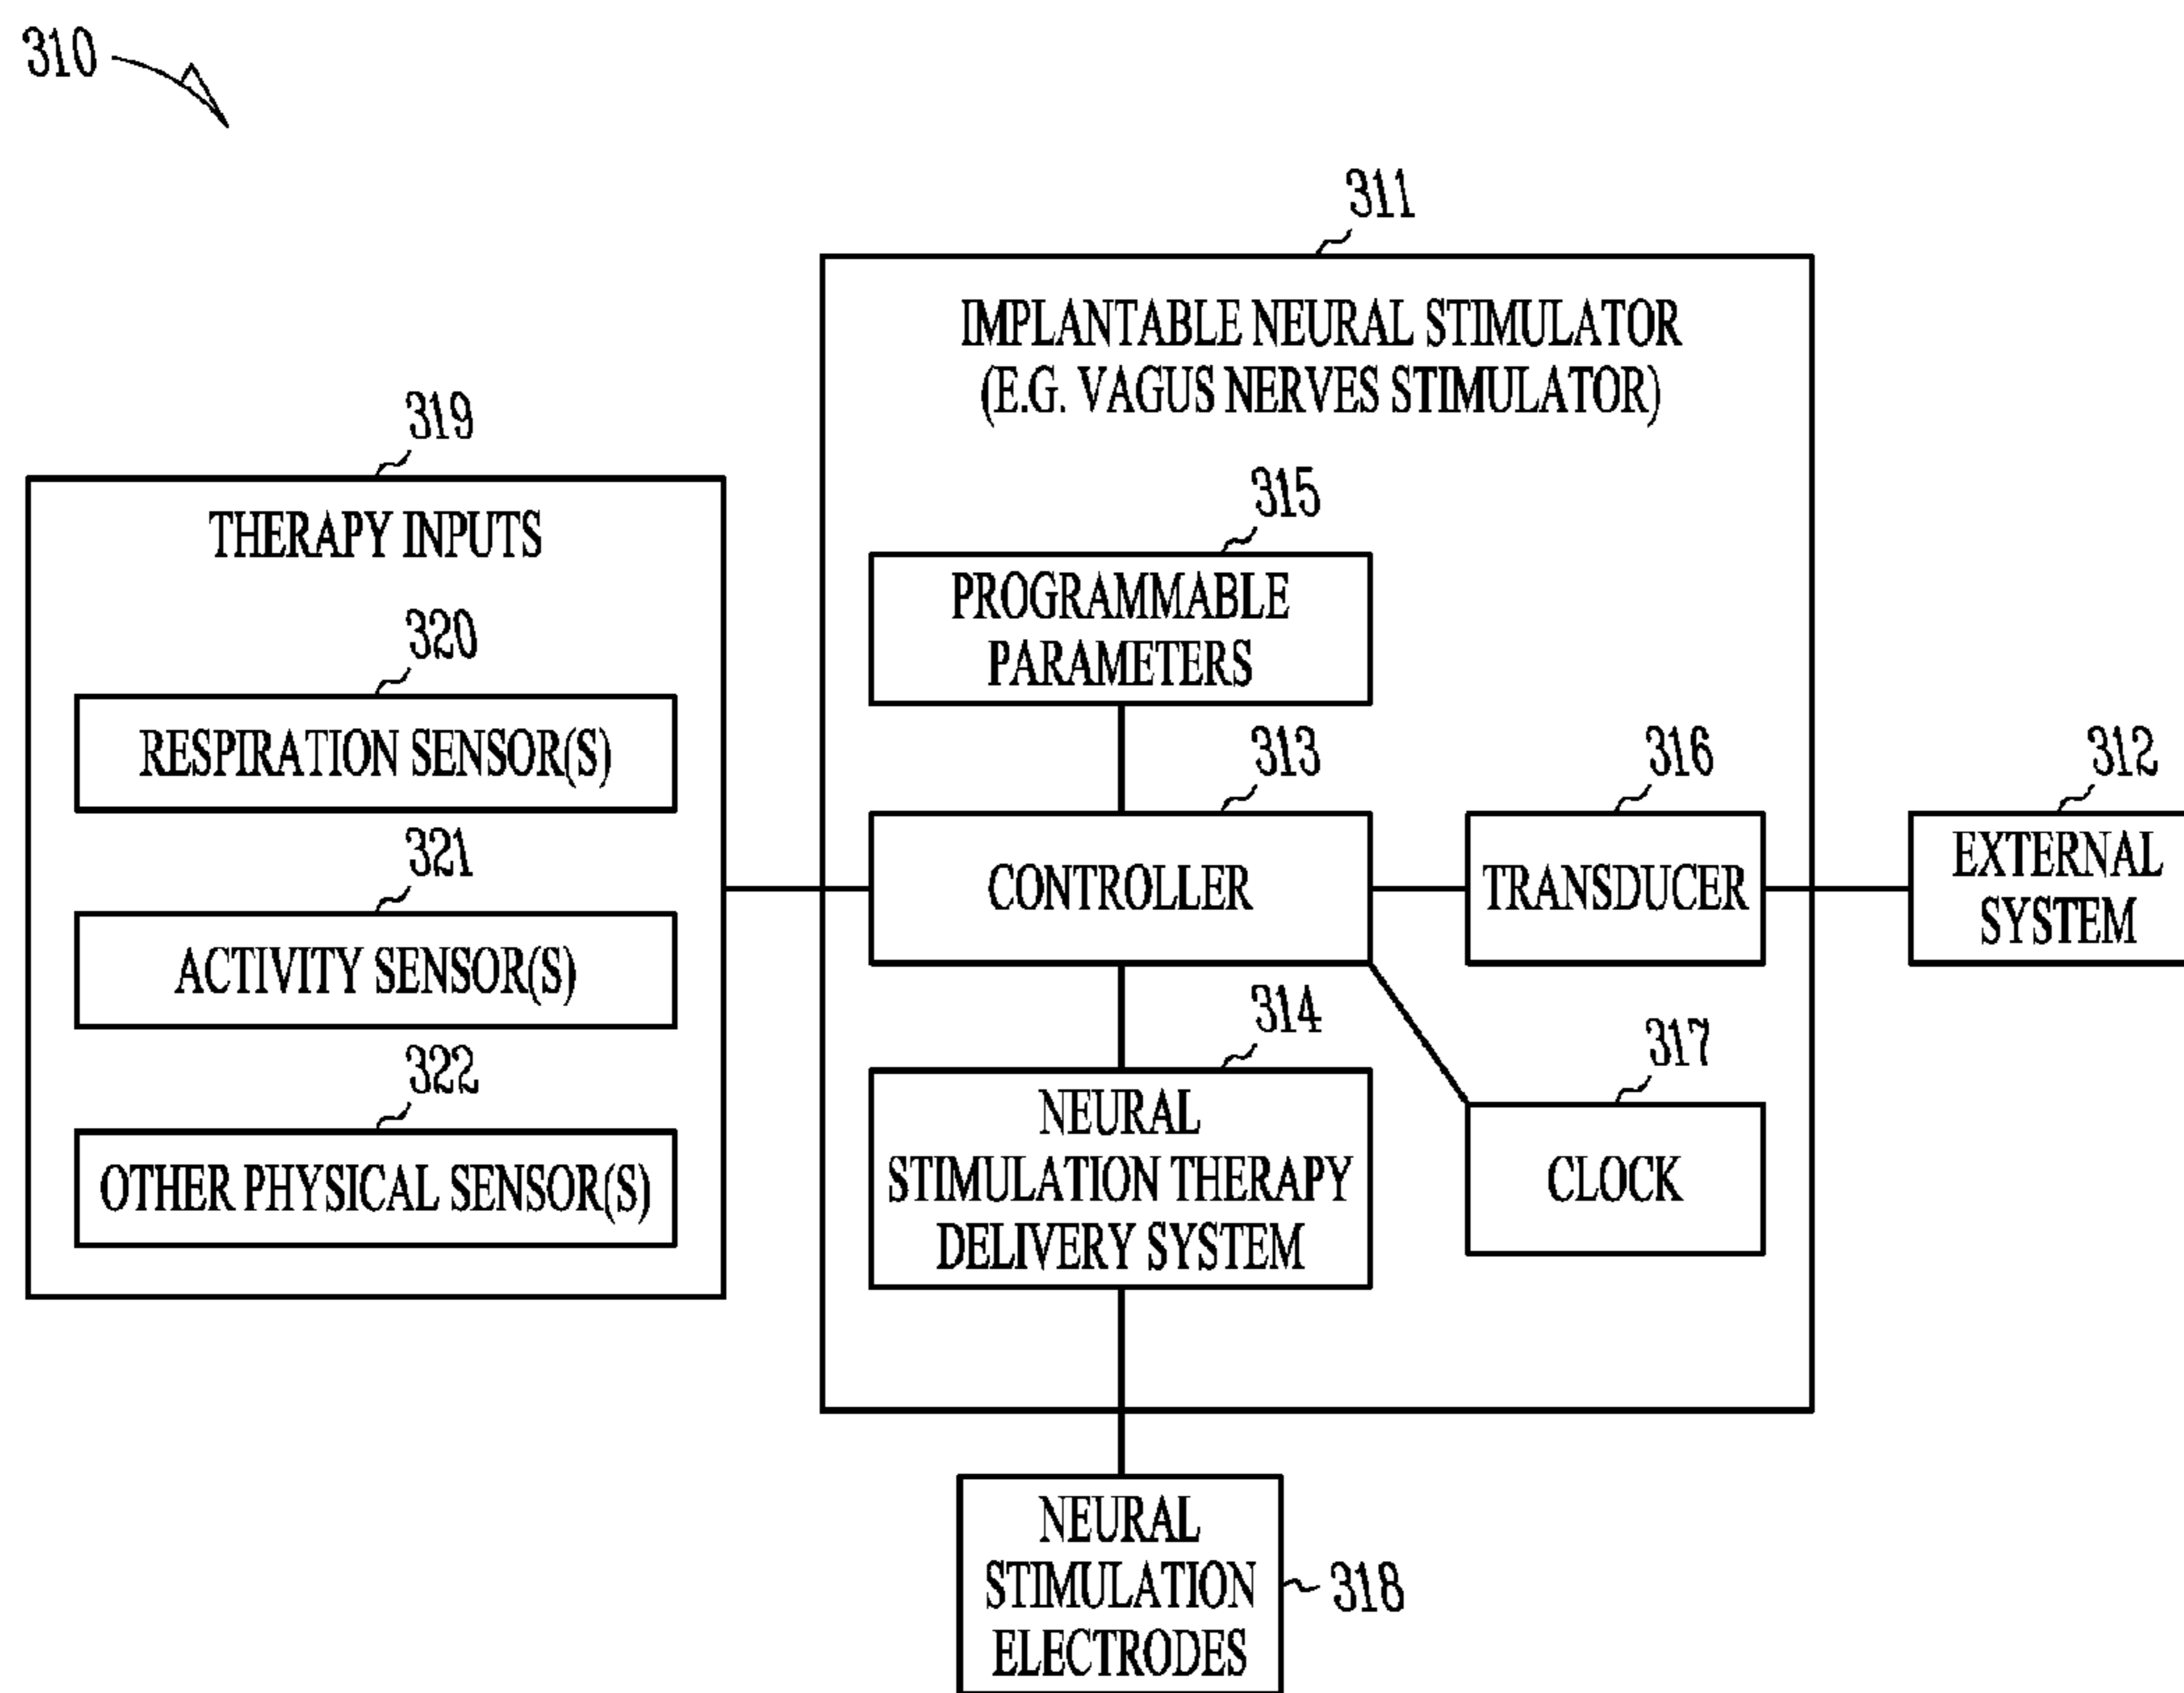 310
311
IMPLANTABLE NEURAL STIMULATOR
(E.G. VAGUS NERVES STIMULATOR)
319
THERAPY INPUTS
320
RESPIRATION SENSOR(S)
321
ACTIVITY SENSOR(S)
322
OTHER PHYSICAL SENSOR(S)
315
PROGRAMMABLE
PARAMETERS
313
CONTROLLER
316
TRANSDUCER
312
EXTERNAL
SYSTEM
314
NEURAL
STIMULATION THERAPY
DELIVERY SYSTEM
317
CLOCK
NEURAL
STIMULATION
ELECTRODES
318